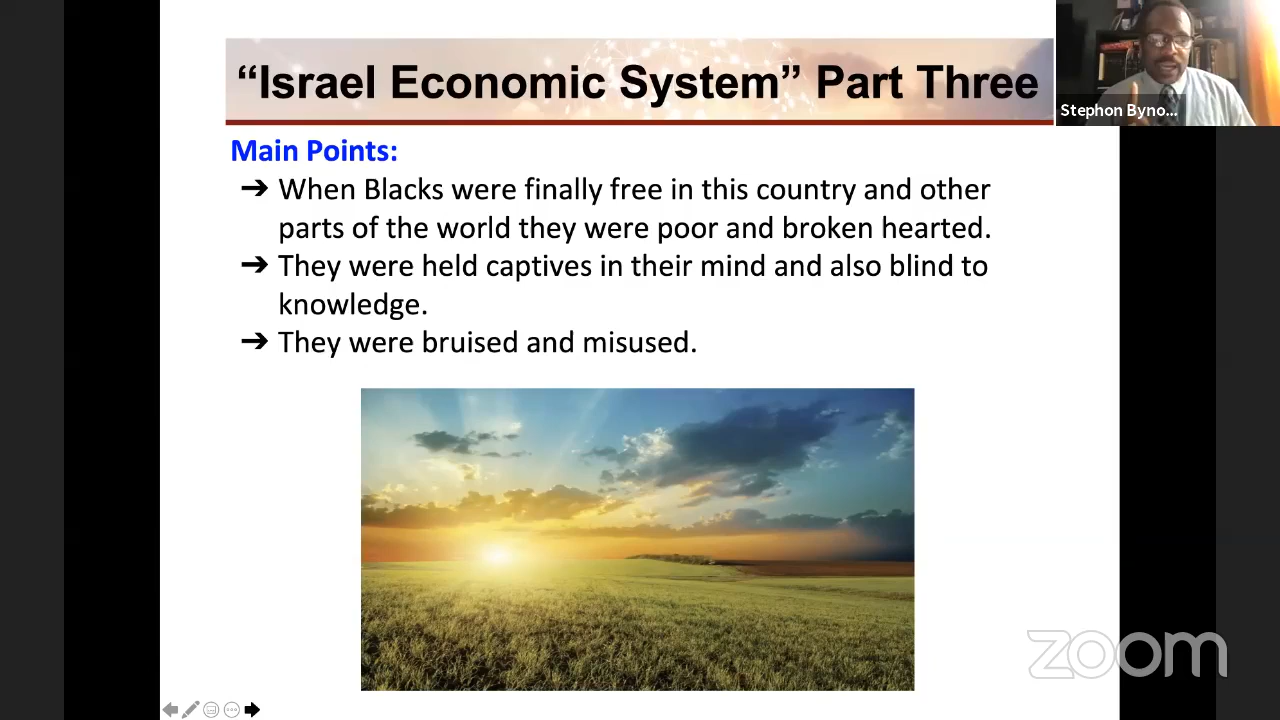 “Israel Economic System” Part Three
Stephon Byno...
Main Points:
➔ When Blacks were finally free in this country and other
parts of the world they were poor and broken hearted.
➔ They were held captives in their mind and also blind to
knowledge.
➔ They were bruised and misused.
zoom